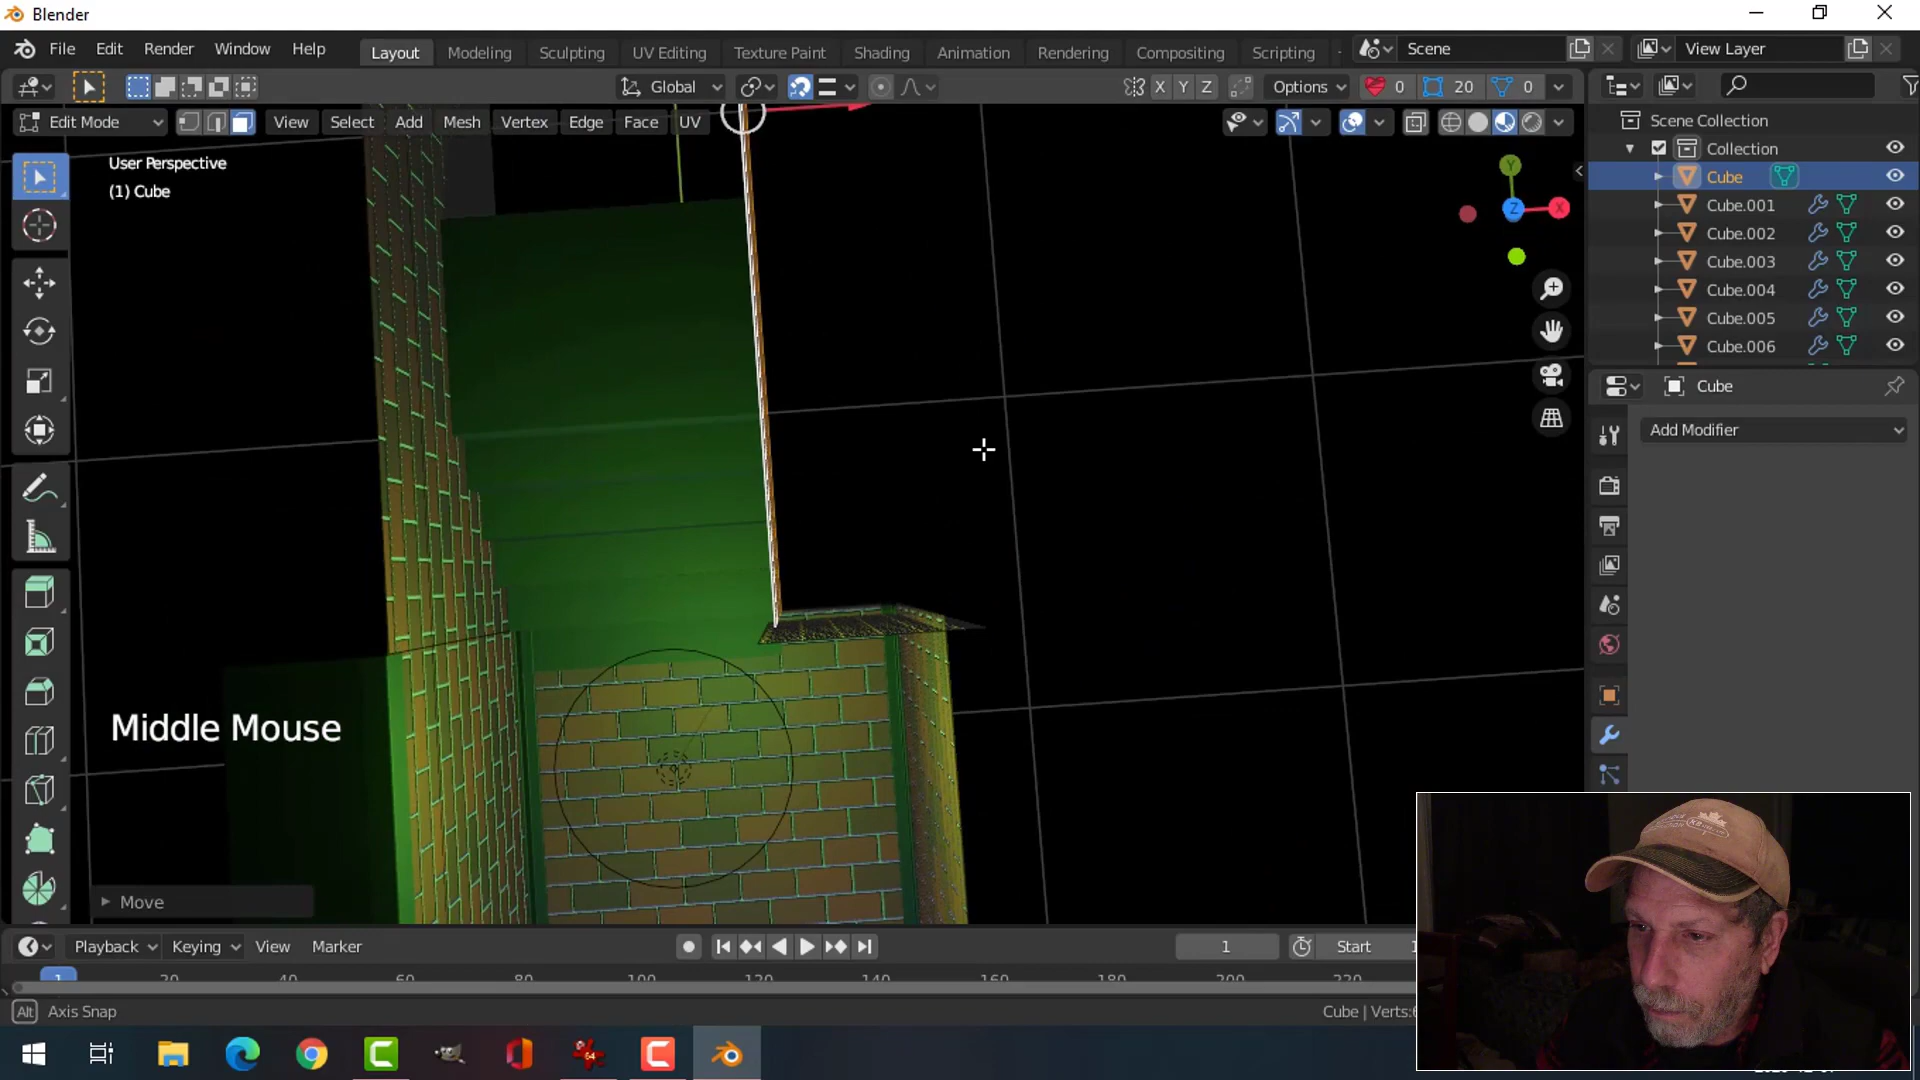 Blender
File Edit Render Window Help Layout Modeling Sculpting UV Editing Texture Paint Shading Animation Rendering Compositing Scripting Scene View Layer
Global X Y Z Options 0 20 0
Edit Mode View Select Add Mesh Vertex Edge Face UV
User Perspective
(1) Cube
Y
Z X
Scene Collection
Collection
Cube
Cube.001
Cube.002
Cube.003
Cube.004
Cube.005
Cube.006
Cube
Add Modifier
Middle Mouse
Move
Playback Keying View Marker 1 Start
1 20 40 60 80 100 120 140 160 180 200 220
Alt Axis Snap Cube | Verts: